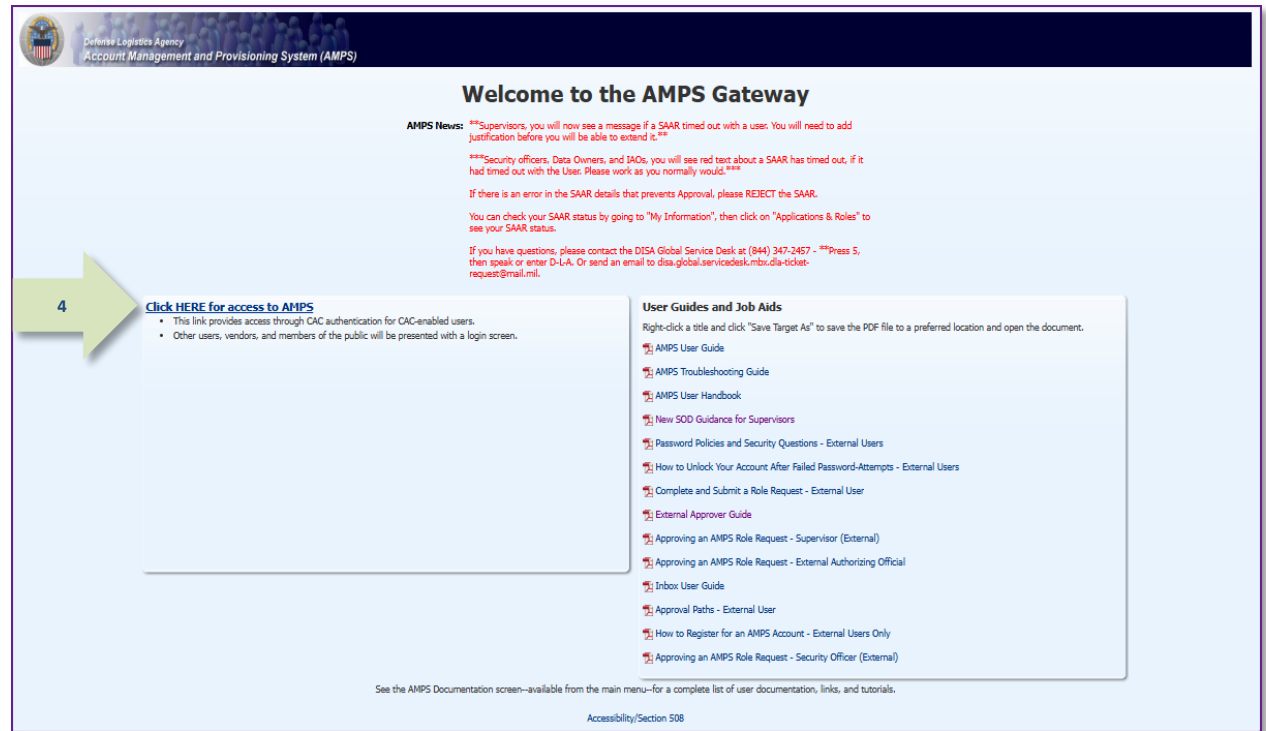 Defense Logistics Agency
Account Management and Provisioning System (AMPS)
Welcome to the AMPS Gateway
AMPS News: **Supervisors, you will now see a message if a SAAR timed out with a user. You will need to add
justification before you will be able to extend it.**
***Security officers, Data Owners, and IAOs, you will see red text about a SAAR has timed out, if it
had timed out with the User. Please work as you normally would.***
If there is an error in the SAAR details that prevents Approval, please REJECT the SAAR.
You can check your SAAR status by going to "My Information", then click on "Applications & Roles" to
see your SAAR status.
If you have questions, please contact the DISA Global Service Desk at (844) 347-2457 - **Press 5,
then speak or enter D-L-A. Or send an email to disa.global.servicedesk.mbx.dla-ticket-
request@mail.mil.
4
Click HERE for access to AMPS
• This link provides access through CAC authentication for CAC-enabled users.
• Other users, vendors, and members of the public will be presented with a login screen.
User Guides and Job Aids
Right-click a title and click "Save Target As" to save the PDF file to a preferred location and open the document.
AMPS User Guide
AMPS Troubleshooting Guide
AMPS User Handbook
New SOD Guidance for Supervisors
Password Policies and Security Questions - External Users
How to Unlock Your Account After Failed Password-Attempts - External Users
Complete and Submit a Role Request - External User
External Approver Guide
Approving an AMPS Role Request - Supervisor (External)
Approving an AMPS Role Request - External Authorizing Official
Inbox User Guide
Approval Paths - External User
How to Register for an AMPS Account - External Users Only
Approving an AMPS Role Request - Security Officer (External)
See the AMPS Documentation screen--available from the main menu--for a complete list of user documentation, links, and tutorials.
Accessibility/Section 508